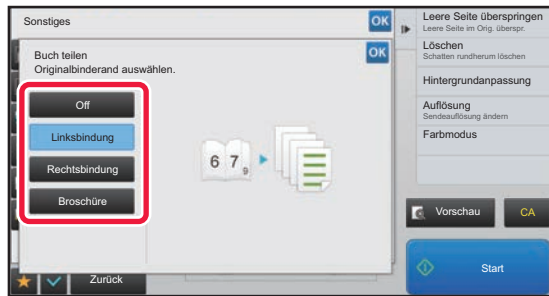 Sonstiges
OK
Buch teilen
Originalbinderand auswählen.
OK
Off
Linksbindung
Rechtsbindung
Broschüre
6 7 9
Zurück
Leere Seite überspringen
Leere Seite im Orig. überspr.
Löschen
Schatten rundherum löschen
Hintergrundanpassung
Auflösung
Sendeauflösung ändern
Farbmodus
Vorschau
CA
Start